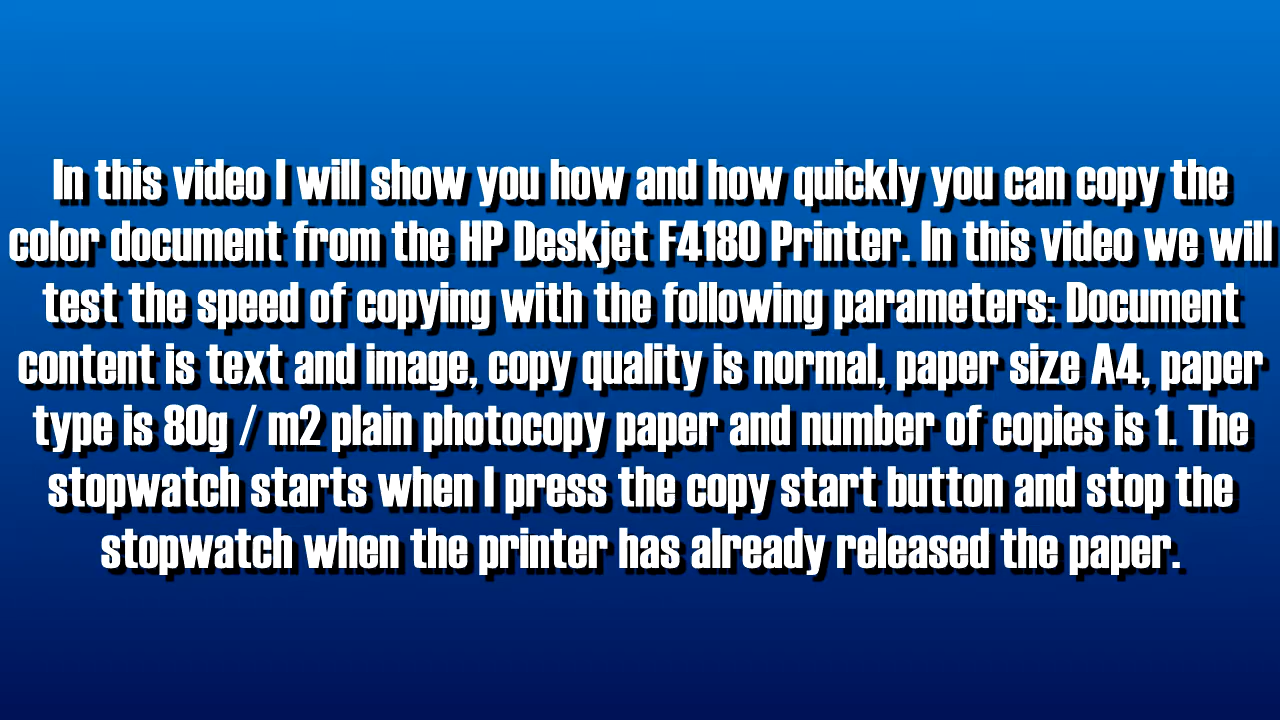 In this video I will show you how and how quickly you can copy the
color document from the HP Deskjet F4180 Printer. In this video we will
test the speed of copying with the following parameters: Document
content is text and image, copy quality is normal, paper size A4, paper
type is 80g / m2 plain photocopy paper and number of copies is 1. The
stopwatch starts when I press the copy start button and stop the
stopwatch when the printer has already released the paper.